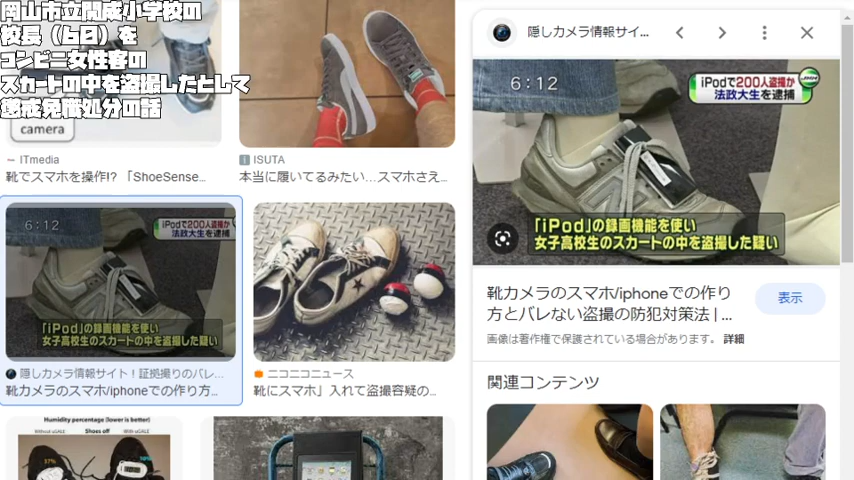 岡山市立開成小学校の
校長（60）を
コンビニ女性客の
スカートの中を盗撮したとして
懲戒免職処分の話
camera
ITmedia
靴でスマホを操作!? 「ShoeSense...
ISUTA
本当に履いてるみたい…スマホさえ...
6:12
iPodで200人盗撮か
法政大生を逮捕
「iPod」の録画機能を使い
女子高校生のスカートの中を盗撮した疑い
隠しカメラ情報サイト！証拠撮りのバレ...
靴カメラのスマホ/iphoneでの作り方...
ニコニコニュース
靴にスマホ」入れて盗撮容疑の...
Humidity percentage (lower is better)
Shoes off
隠しカメラ情報サイ...
6:12
iPodで200人盗撮か
法政大生を逮捕
「iPod」の録画機能を使い
女子高校生のスカートの中を盗撮した疑い
靴カメラのスマホ/iphoneでの作り
方とバレない盗撮の防犯対策法 | ...
表示
画像は著作権で保護されている場合があります。 詳細
関連コンテンツ